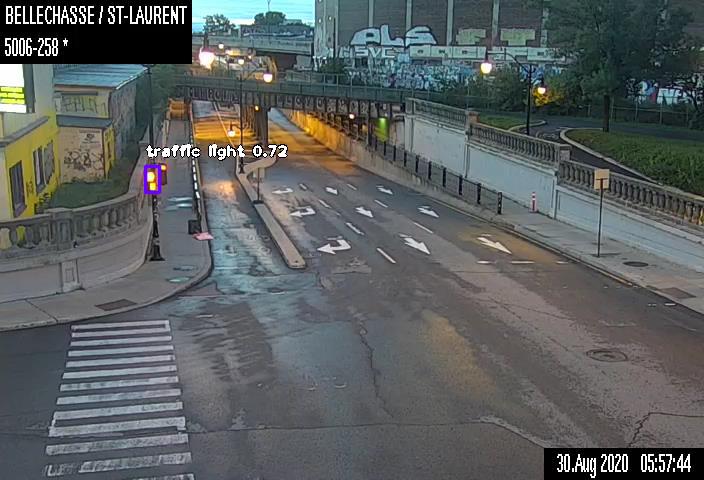 BELLECHASSE / ST-LAURENT
5006-258 *
traffic light 0.72
30.Aug 2020 05:57:44